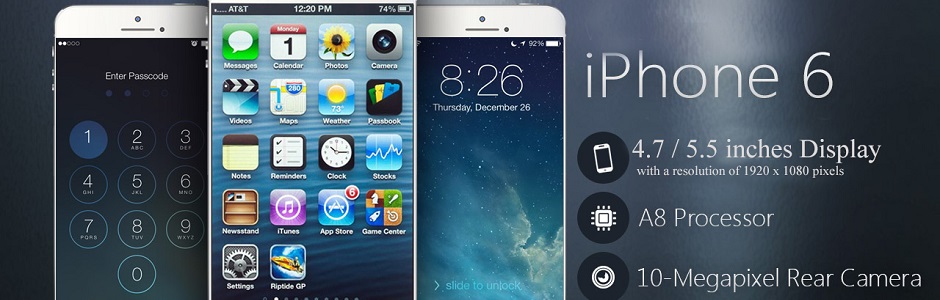 Enter Passcode
1
2
ABC
3
DEF
4
GHI
5
JKL
6
MNO
7
PQRS
8
TUV
9
WXYZ
0
AT&T
12:20 PM
74%
Monday
1
280
73°
6
Messages
Calendar
Photos
Camera
Videos
Maps
Weather
Passbook
Notes
Reminders
Clock
Stocks
Newsstand
iTunes
App Store
Game Center
Settings
Riptide GP
92%
8:26
Thursday, December 26
slide to unlock
iPhone 6
4.7 / 5.5 inches Display
with a resolution of 1920 x 1080 pixels
A8 Processor
10-Megapixel Rear Camera